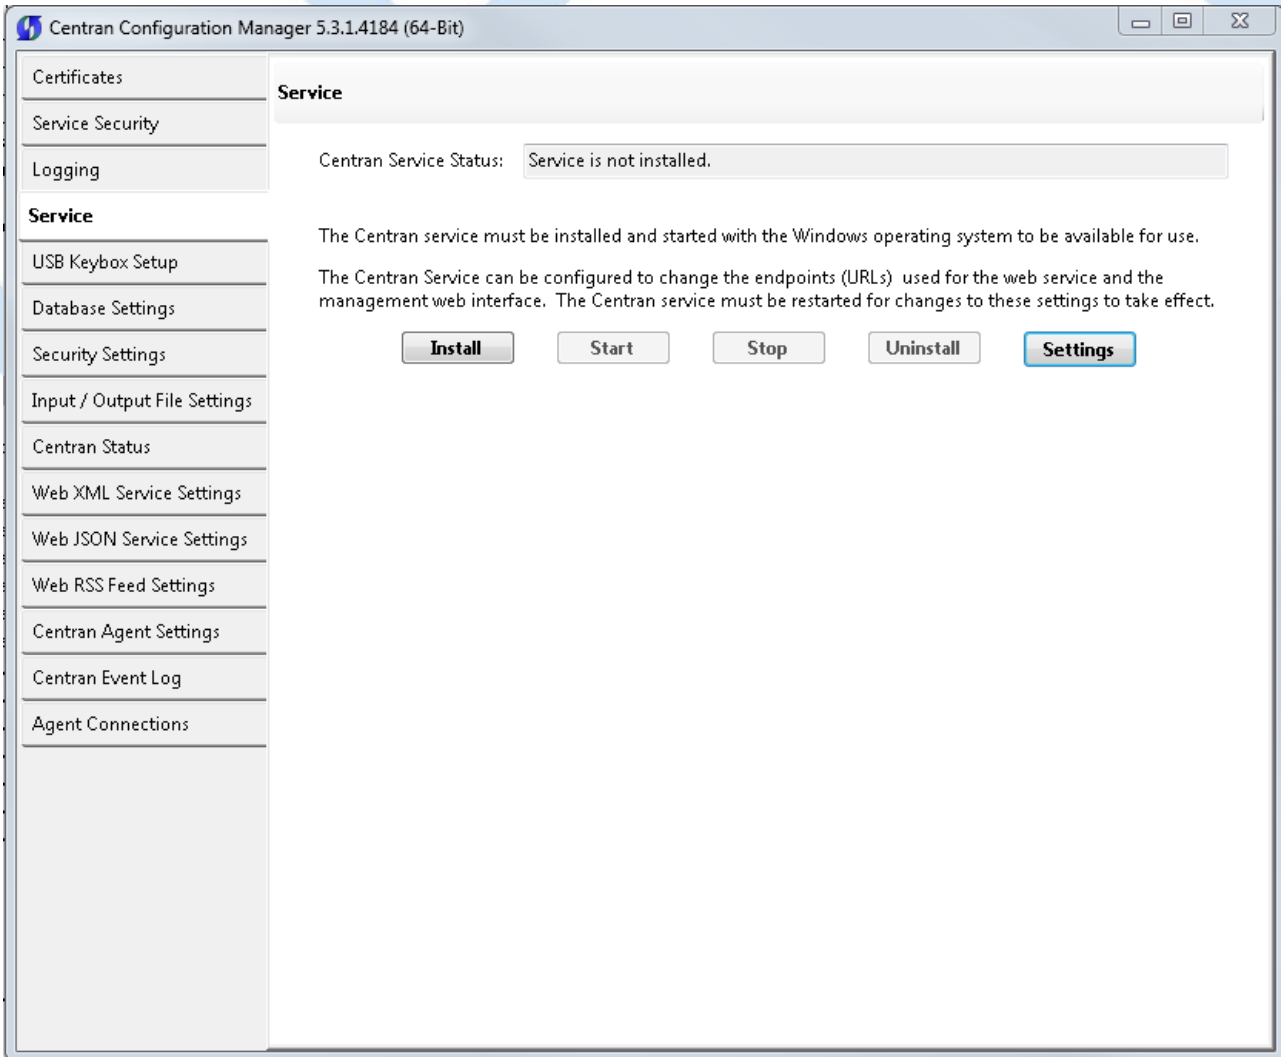 Centran Configuration Manager 5.3.1.4184 (64-Bit)
Certificates
Service Security
Logging
Service
USB Keybox Setup
Database Settings
Security Settings
Input / Output File Settings
Centran Status
Web XML Service Settings
Web JSON Service Settings
Web RSS Feed Settings
Centran Agent Settings
Centran Event Log
Agent Connections
Service
Centran Service Status: Service is not installed.
The Centran service must be installed and started with the Windows operating system to be available for use.
The Centran Service can be configured to change the endpoints (URLs)  used for the web service and the
management web interface.  The Centran service must be restarted for changes to these settings to take effect.
Install Start Stop Uninstall Settings